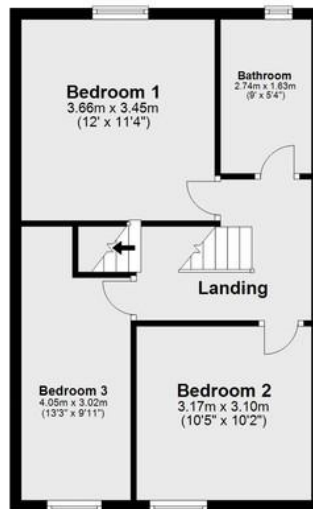 Bedroom 1
3.66m x 3.45m
(12' x 11'4")
Bathroom
2.74m x 1.63m
(9' x 5'4")
Landing
Bedroom 3
4.05m x 3.02m
(13'3" x 9'11")
Bedroom 2
3.17m x 3.10m
(10'5" x 10'2")